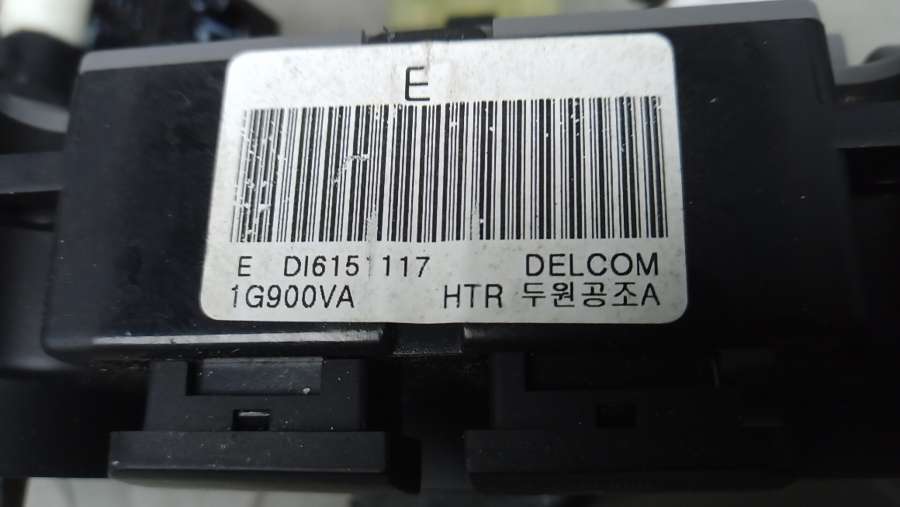 E
E DI6151117 DELCOM
1G900VA HTR 두원공조A